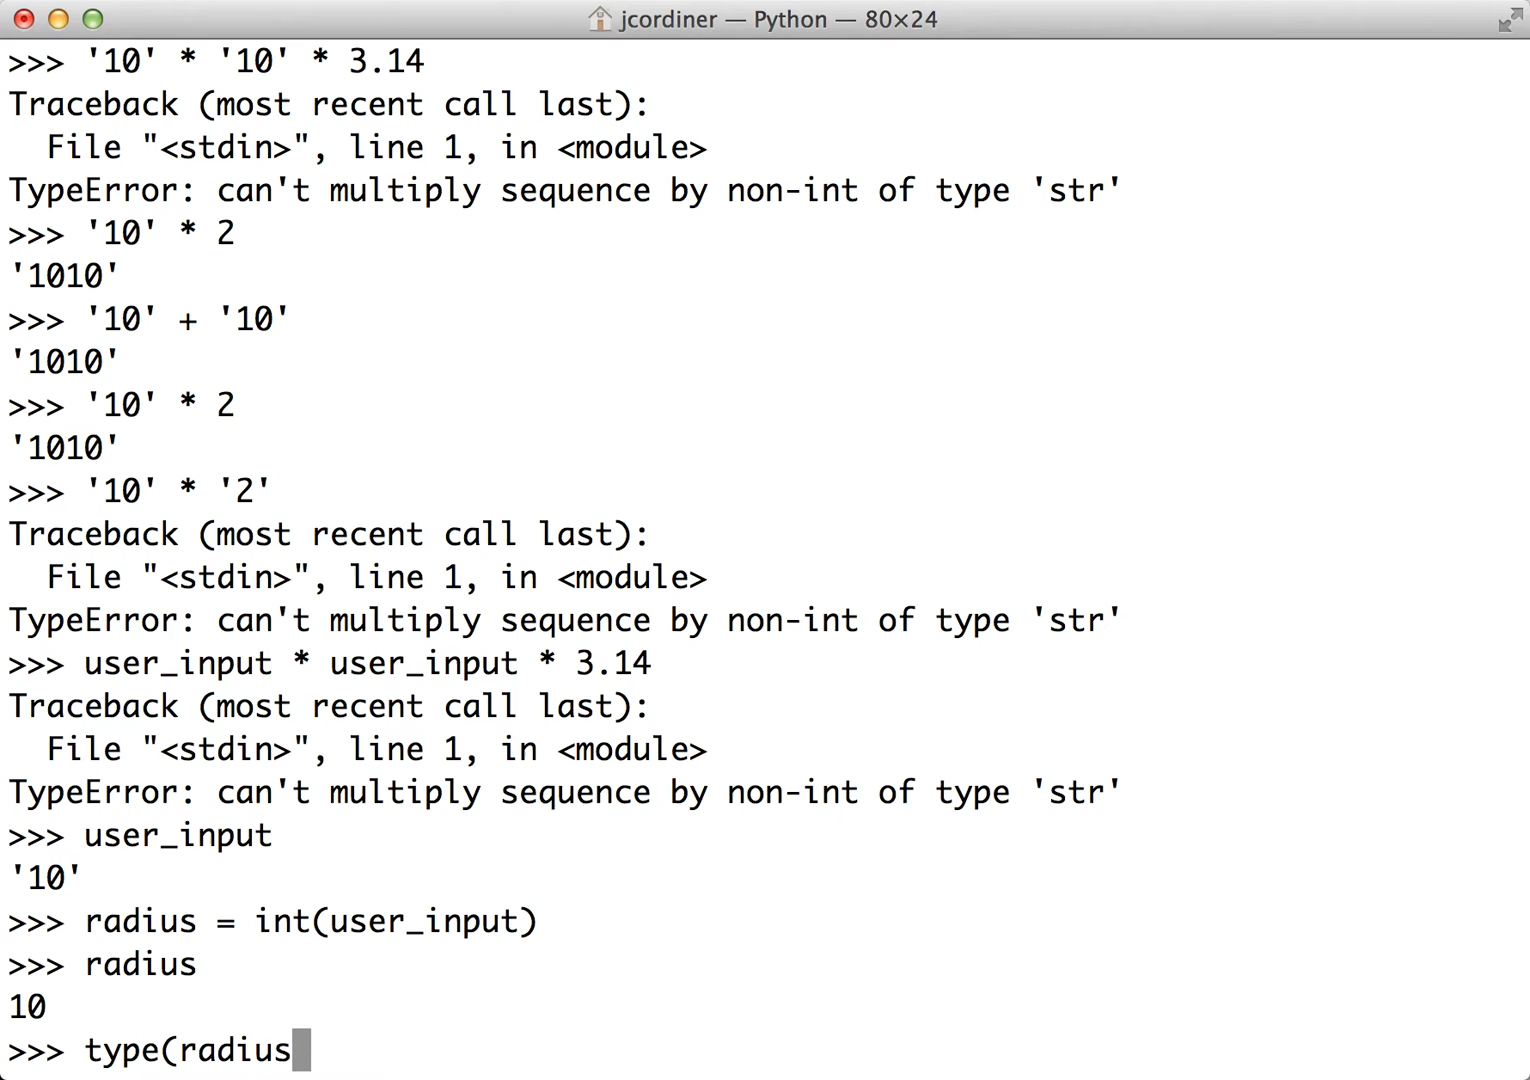 jcordiner — Python — 80×24
>>> '10' * '10' * 3.14
Traceback (most recent call last):
  File "<stdin>", line 1, in <module>
TypeError: can't multiply sequence by non-int of type 'str'
>>> '10' * 2
'1010'
>>> '10' + '10'
'1010'
>>> '10' * 2
'1010'
>>> '10' * '2'
Traceback (most recent call last):
  File "<stdin>", line 1, in <module>
TypeError: can't multiply sequence by non-int of type 'str'
>>> user_input * user_input * 3.14
Traceback (most recent call last):
  File "<stdin>", line 1, in <module>
TypeError: can't multiply sequence by non-int of type 'str'
>>> user_input
'10'
>>> radius = int(user_input)
>>> radius
10
>>> type(radius